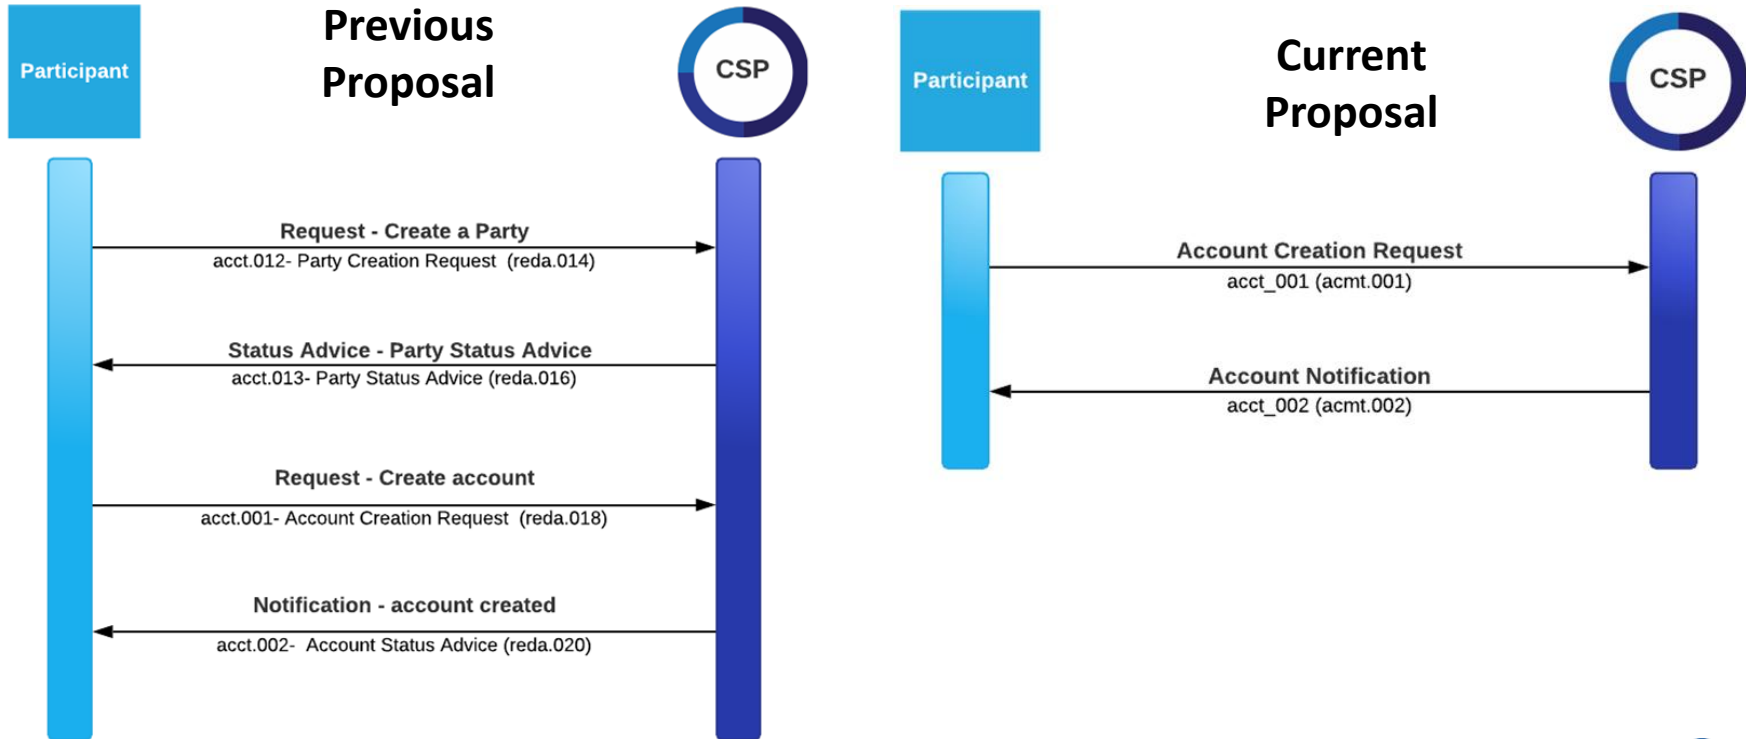 Previous
Proposal
Participant
CSP
Request - Create a Party
acct.012- Party Creation Request (reda.014)
Status Advice - Party Status Advice
acct.013- Party Status Advice (reda.016)
Request - Create account
acct.001- Account Creation Request (reda.018)
Notification - account created
acct.002- Account Status Advice (reda.020)
Current
Proposal
Participant
CSP
Account Creation Request
acct_001 (acmt.001)
Account Notification
acct_002 (acmt.002)